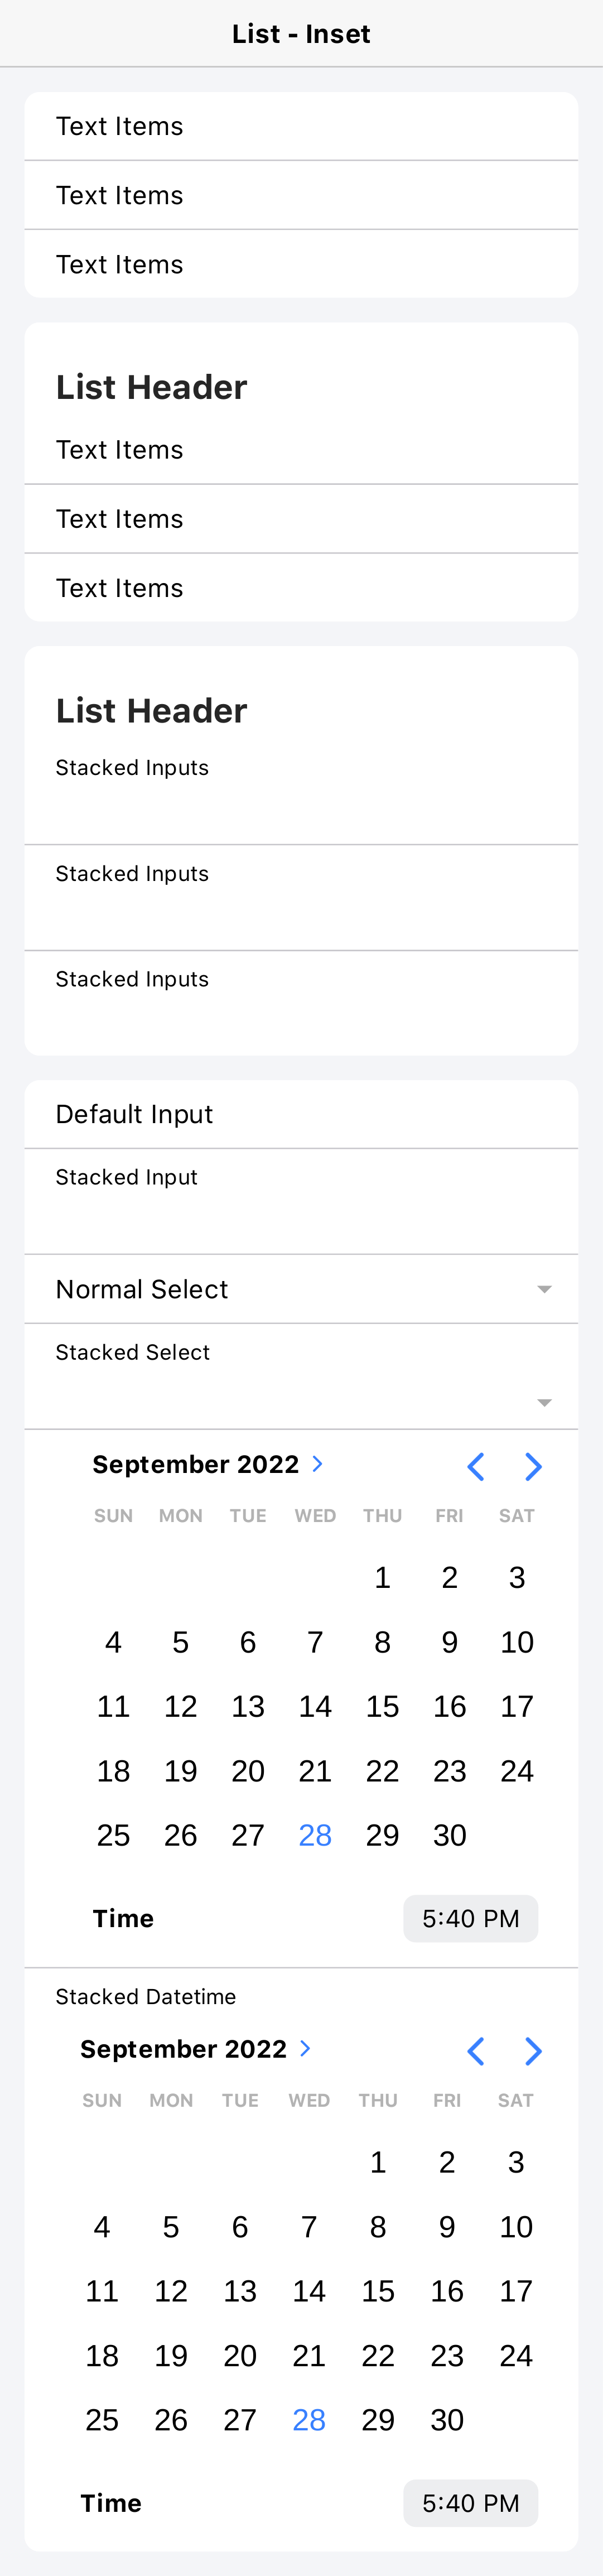 List - Inset
Text Items
Text Items
Text Items
List Header
Text Items
Text Items
Text Items
List Header
Stacked Inputs
Stacked Inputs
Stacked Inputs
Default Input
Stacked Input
Normal Select
Stacked Select
September 2022
SUN MON TUE WED THU FRI SAT
1 2 3
4 5 6 7 8 9 10
11 12 13 14 15 16 17
18 19 20 21 22 23 24
25 26 27 28 29 30
Time 5:40 PM
Stacked Datetime
September 2022
SUN MON TUE WED THU FRI SAT
1 2 3
4 5 6 7 8 9 10
11 12 13 14 15 16 17
18 19 20 21 22 23 24
25 26 27 28 29 30
Time 5:40 PM